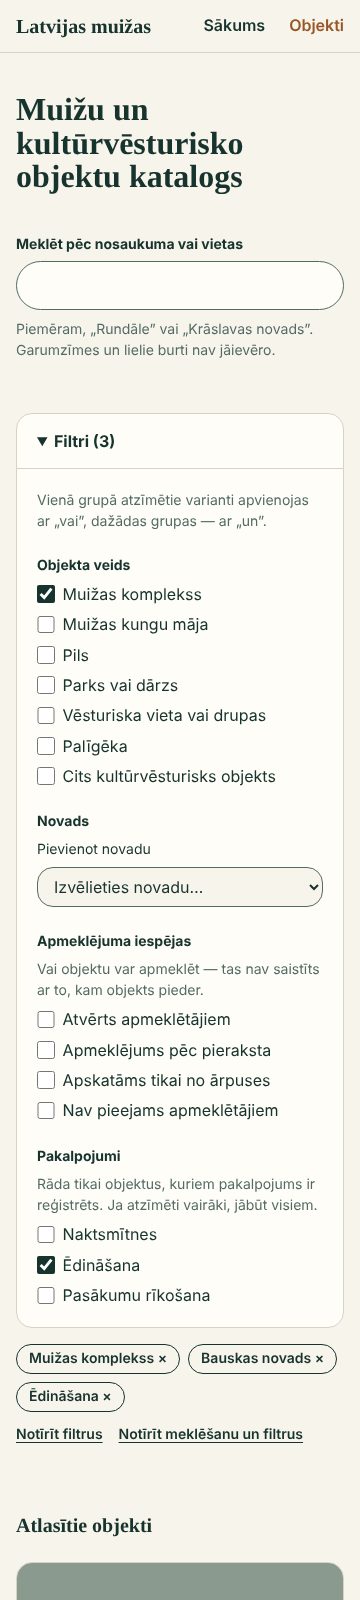 Latvijas muižas
Sākums
Objekti
Muižu un
kultūrvēsturisko
objektu katalogs
Meklēt pēc nosaukuma vai vietas
Piemēram, „Rundāle” vai „Krāslavas novads”.
Garumzīmes un lielie burti nav jāievēro.
▼ Filtri (3)
Vienā grupā atzīmētie varianti apvienojas
ar „vai”, dažādas grupas — ar „un”.
Objekta veids
Muižas komplekss
Muižas kungu māja
Pils
Parks vai dārzs
Vēsturiska vieta vai drupas
Palīgēka
Cits kultūrvēsturisks objekts
Novads
Pievienot novadu
Izvēlieties novadu…
Apmeklējuma iespējas
Vai objektu var apmeklēt — tas nav saistīts
ar to, kam objekts pieder.
Atvērts apmeklētājiem
Apmeklējums pēc pieraksta
Apskatāms tikai no ārpuses
Nav pieejams apmeklētājiem
Pakalpojumi
Rāda tikai objektus, kuriem pakalpojums ir
reģistrēts. Ja atzīmēti vairāki, jābūt visiem.
Naktsmītnes
Ēdināšana
Pasākumu rīkošana
Muižas komplekss ×
Bauskas novads ×
Ēdināšana ×
Notīrīt filtrus
Notīrīt meklēšanu un filtrus
Atlasītie objekti